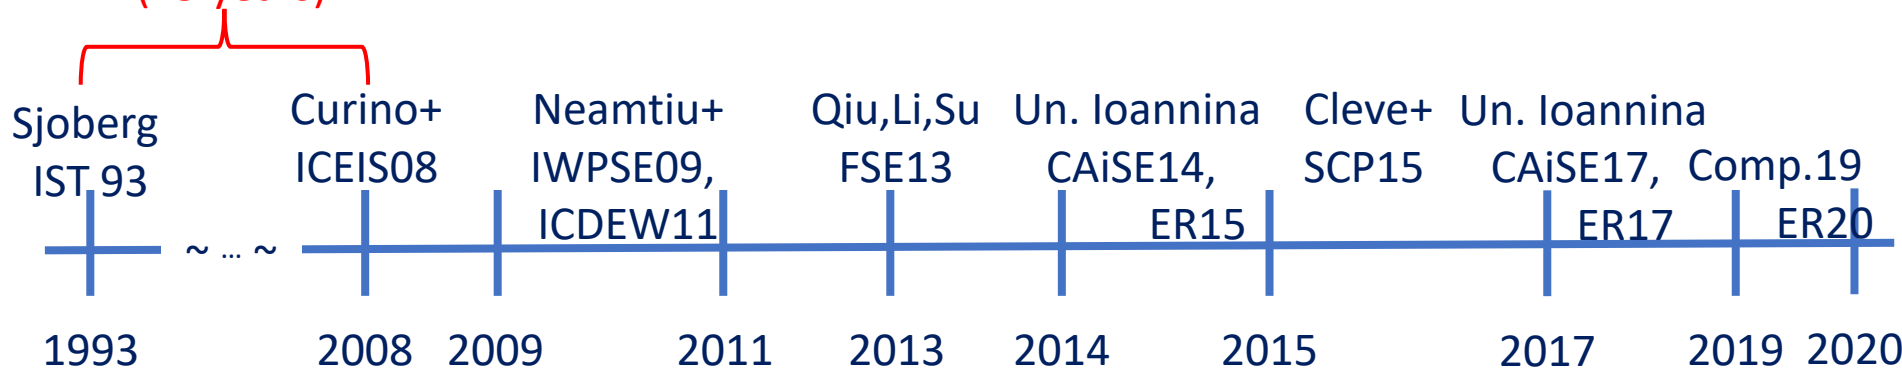 Sjoberg
IST 93
Curino+
ICEIS08
Neamtiu+
IWPSE09,
ICDEW11
Qiu,Li,Su
FSE13
Un. Ioannina
CAiSE14,
ER15
Cleve+
SCP15
Un. Ioannina
CAiSE17,
ER17
Comp.19
ER20
~ ... ~
1993 2008 2009 2011 2013 2014 2015 2017 2019 2020